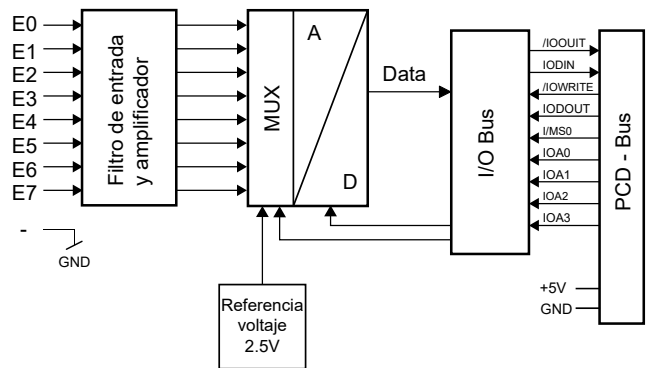 E0
E1
E2
E3
E4
E5
E6
E7
-
GND
Filtro de entrada
y amplificador
MUX
A
D
Referencia
voltaje
2.5V
Data
I/O Bus
/IOOUIT
IODIN
/IOWRITE
IODOUT
I/MS0
IOA0
IOA1
IOA2
IOA3
+5V
GND
PCD - Bus